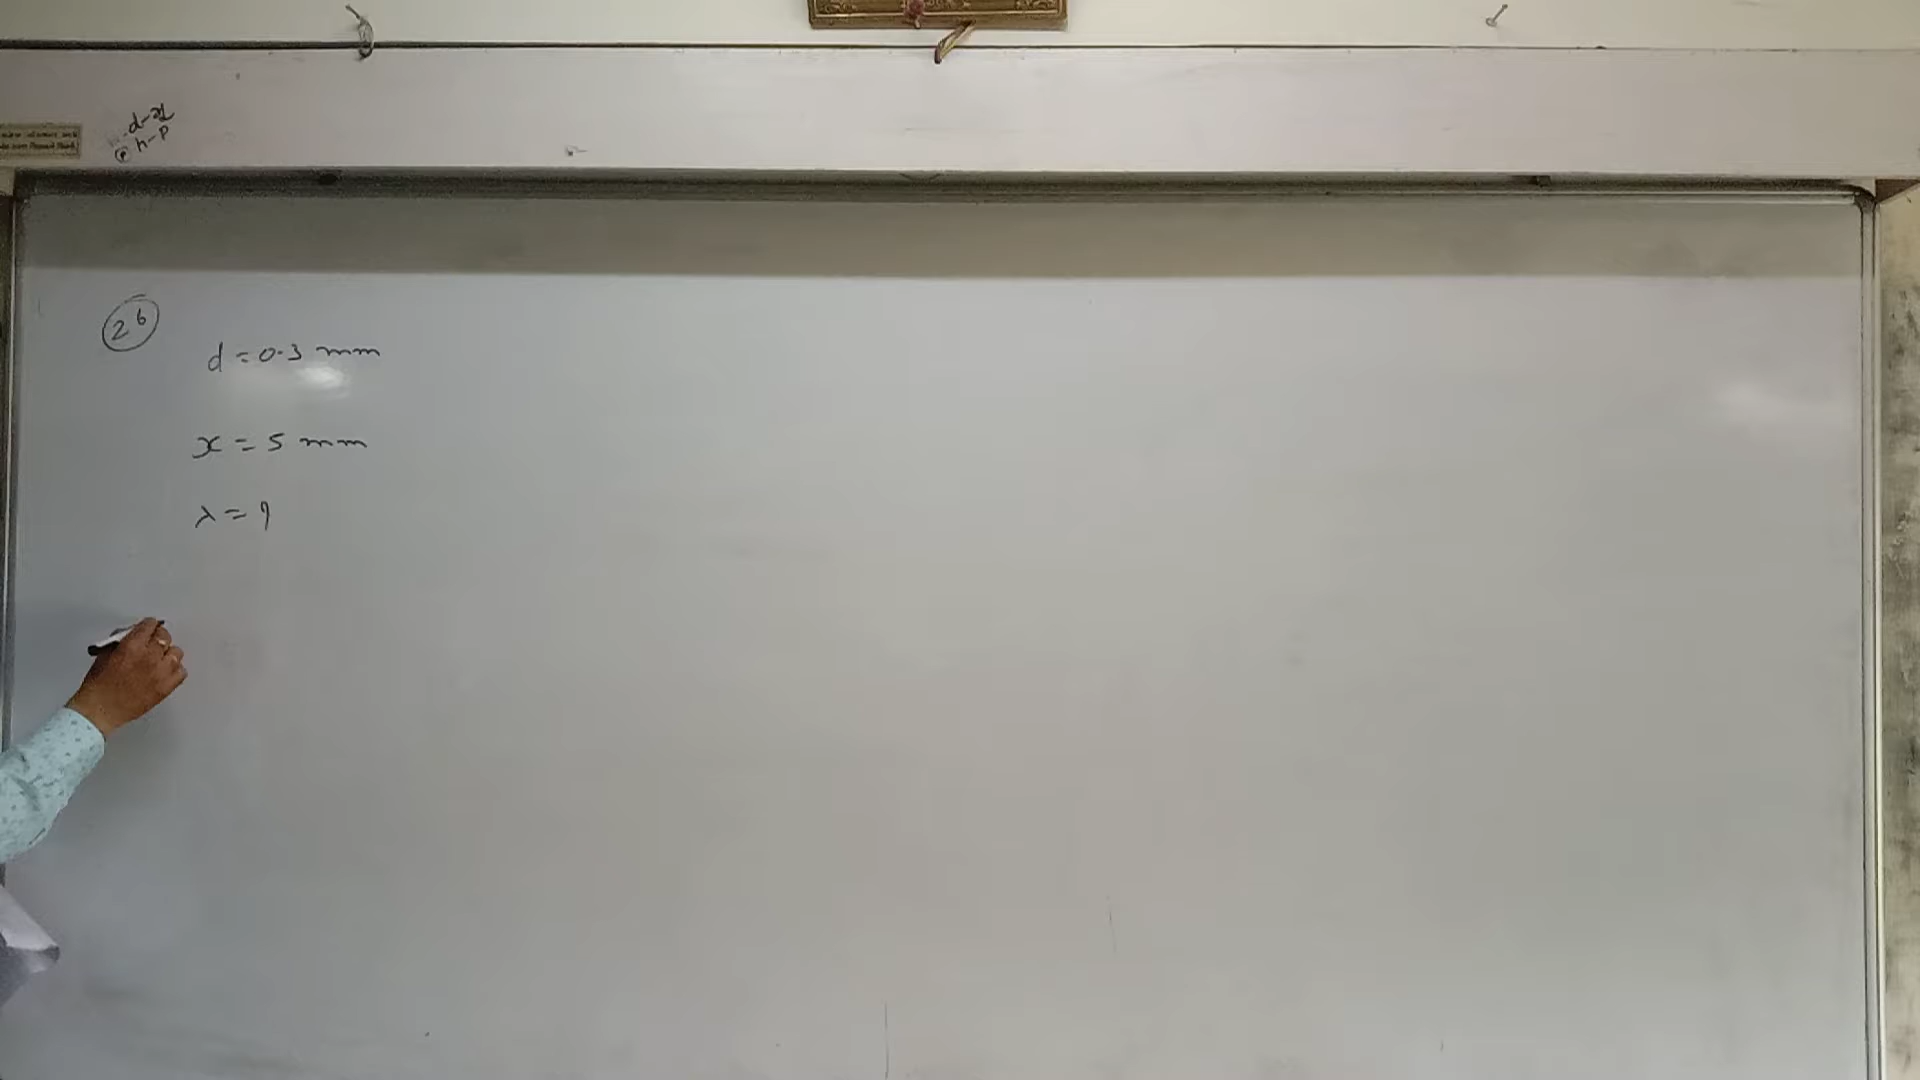 26
d = 0.3 mm
x = 5 mm
λ = ?